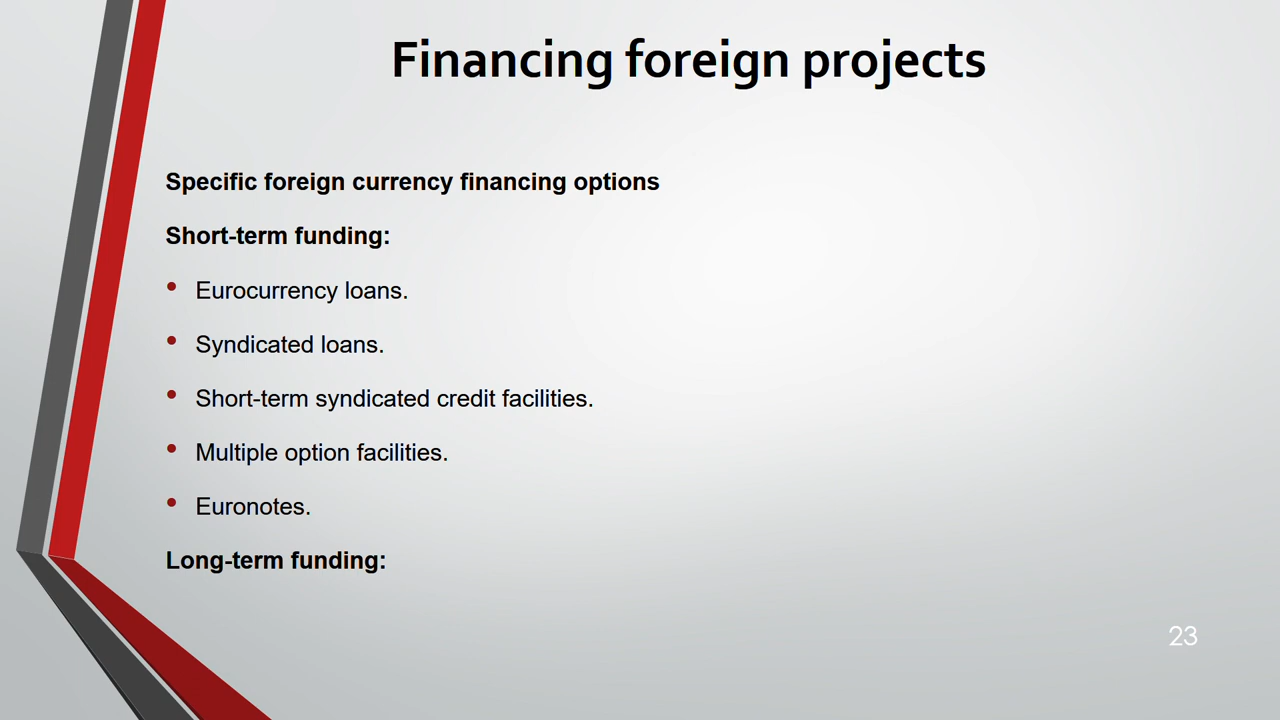 Financing foreign projects
Specific foreign currency financing options
Short-term funding:
• Eurocurrency loans.
• Syndicated loans.
• Short-term syndicated credit facilities.
• Multiple option facilities.
• Euronotes.
Long-term funding:
23